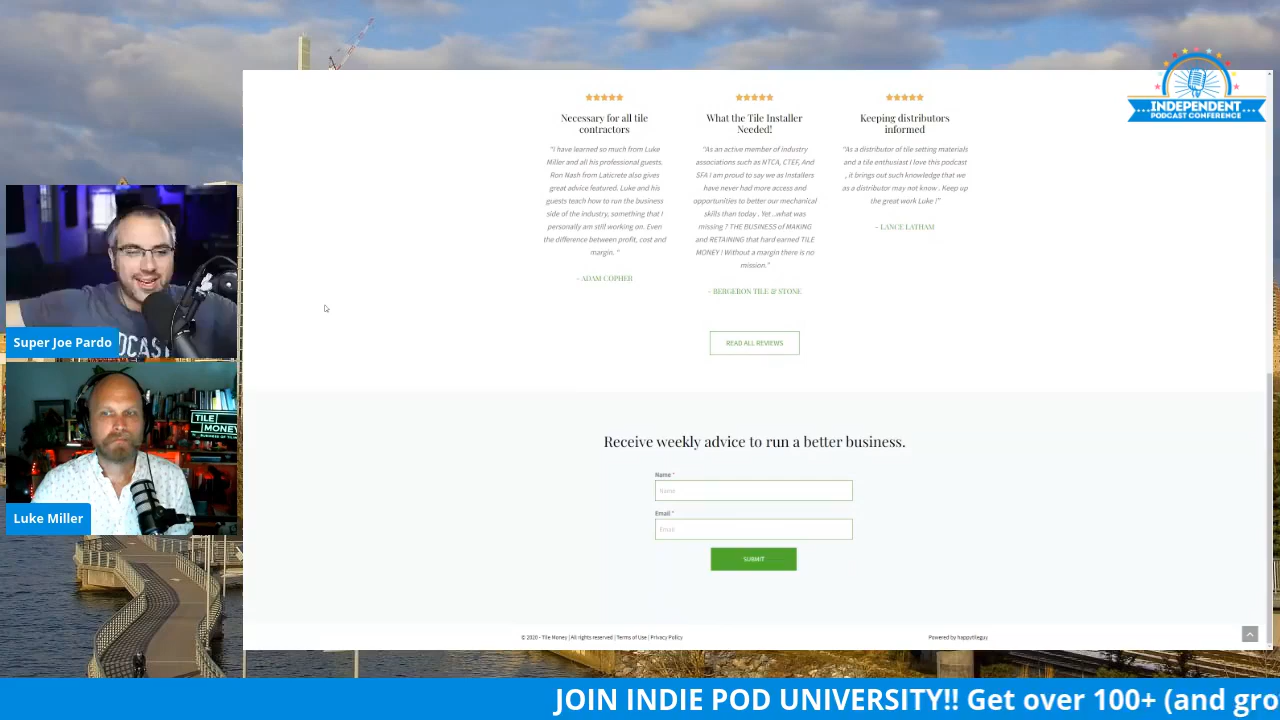 INDEPENDENT
PODCAST CONFERENCE
Necessary for all tile
contractors
"I have learned so much from Luke
Miller and all his professional guests.
Ron Nash from Laticrete also gives
great advice featured. Luke and his
guests teach how to run the business
side of the industry, something that I
personally am still working on. Even
the difference between profit, cost and
margin. "
- ADAM COPHER
What the Tile Installer
Needed!
"As an active member of industry
associations such as NTCA, CTEF, And
SFA I am proud to say we as Installers
have never had more access and
opportunities to better our mechanical
skills than today . Yet ..what was
missing ? THE BUSINESS of MAKING
and RETAINING that hard earned TILE
MONEY ! Without a margin there is no
mission."
- BERGERON TILE & STONE
Keeping distributors
informed
"As a distributor of tile setting materials
and a tile enthusiast I love this podcast
, it brings out such knowledge that we
as a distributor may not know . Keep up
the great work Luke !"
- LANCE LATHAM
READ ALL REVIEWS
Receive weekly advice to run a better business.
Name *
Name
Email *
Email
SUBMIT
© 2020 - Tile Money | All rights reserved | Terms of Use | Privacy Policy
Powered by happytileguy
Super Joe Pardo
TILE
MONEY
Luke Miller
JOIN INDIE POD UNIVERSITY!! Get over 100+ (and gro